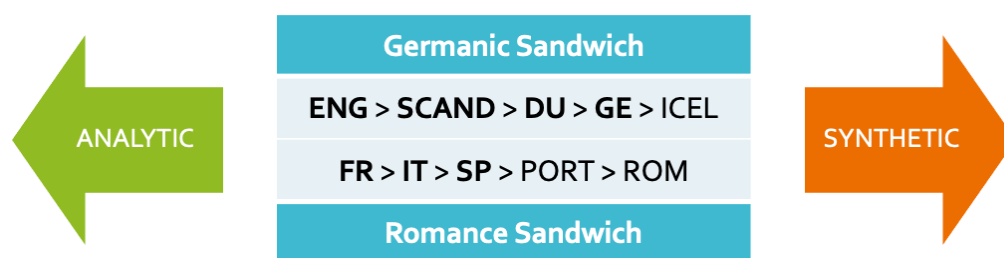 Germanic Sandwich
ENG > SCAND > DU > GE > ICEL
ANALYTIC
SYNTHETIC
FR > IT > SP > PORT > ROM
Romance Sandwich